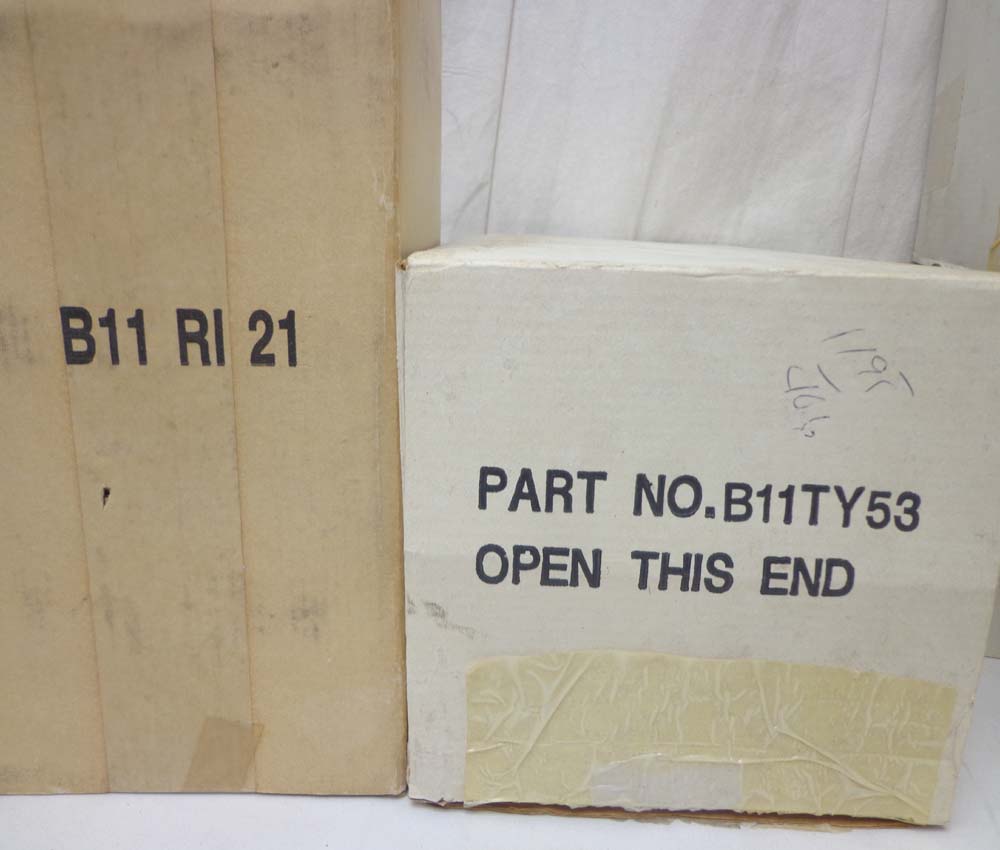 B11 RI 21
PART NO.B11TY53
OPEN THIS END